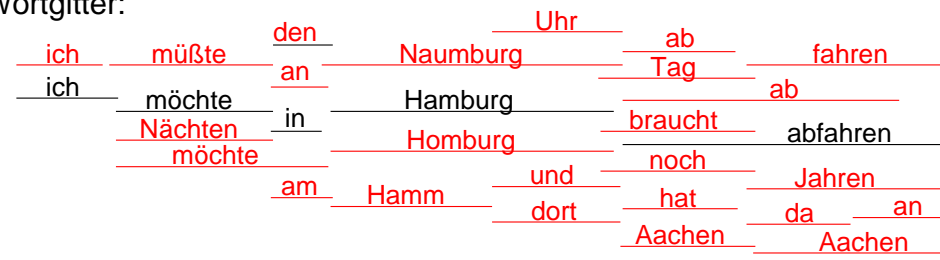 Wortgitter:
Uhr
den ab
ich müßte Naumburg fahren
an Tag
ich ab
möchte Hamburg
in braucht
Nächten Homburg abfahren
möchte noch
und Jahren
am Hamm hat
dort da an
Aachen Aachen